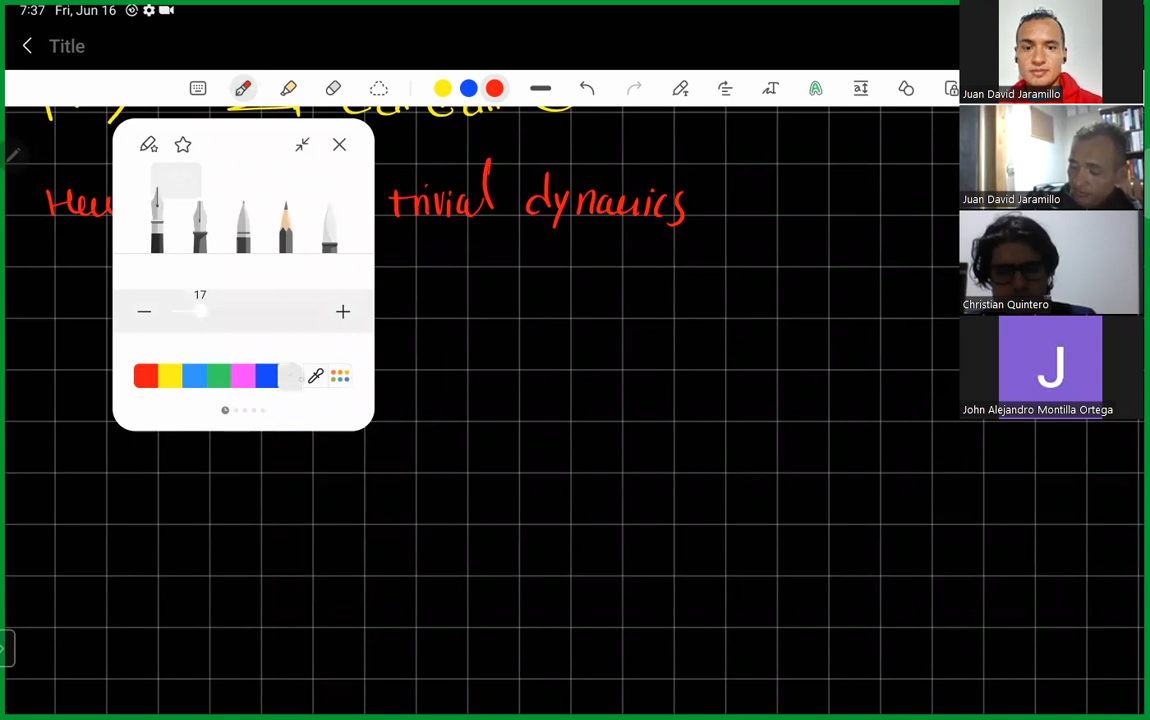 7:37 Fri, Jun 16
Title
trivial dynamics
17
Juan David Jaramillo
Juan David Jaramillo
Christian Quintero
J
John Alejandro Montilla Ortega